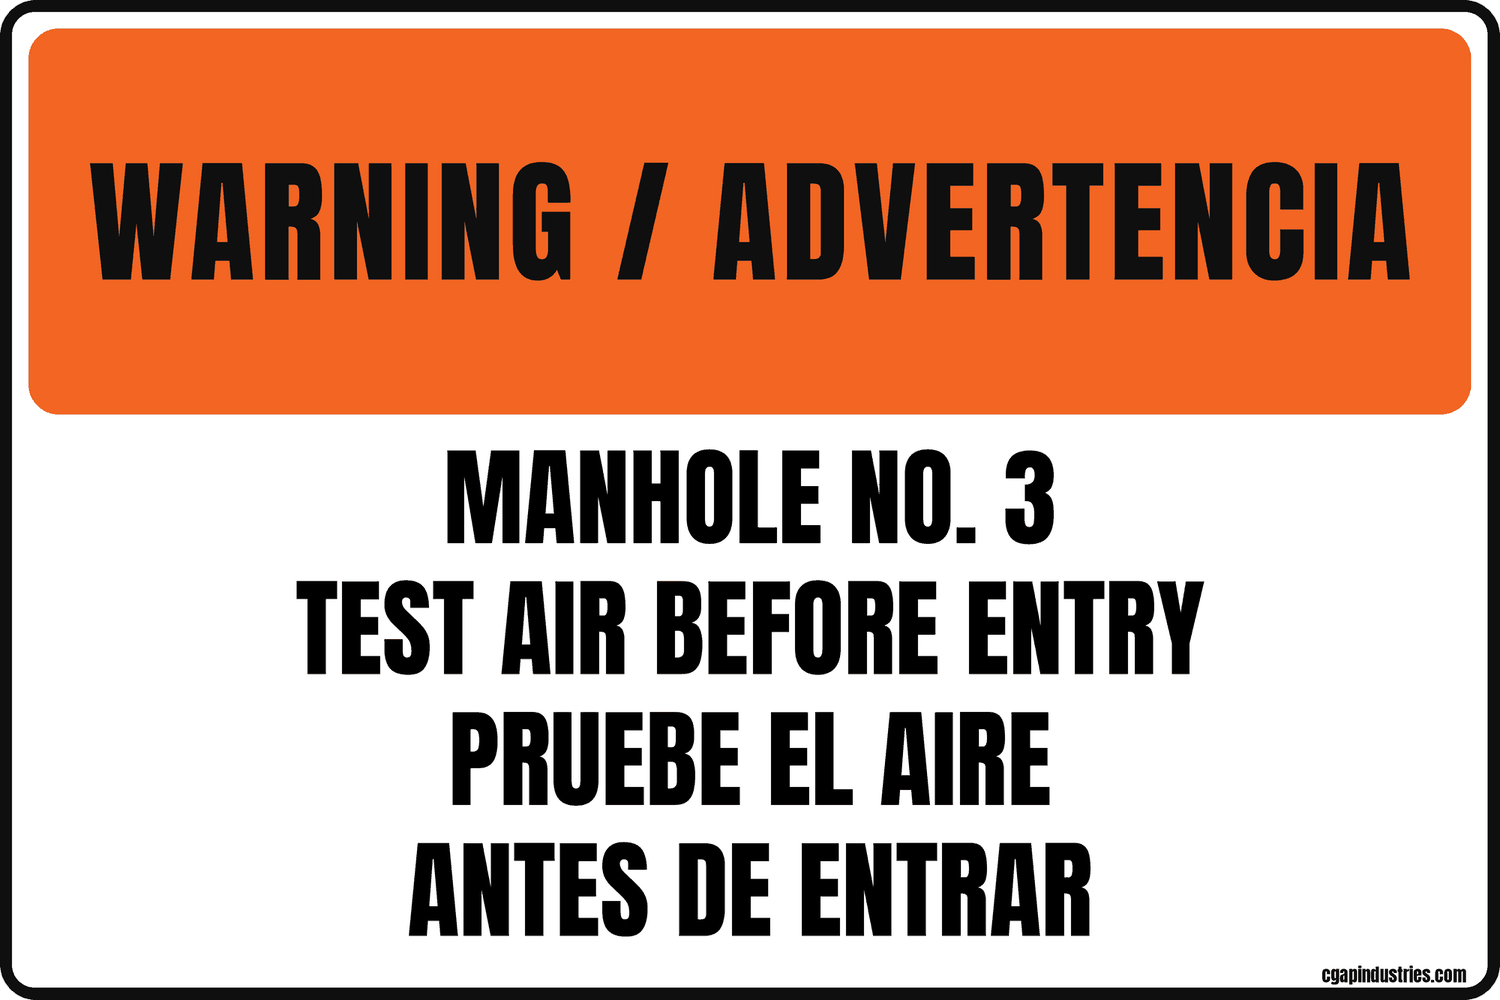 WARNING / ADVERTENCIA
MANHOLE NO. 3
TEST AIR BEFORE ENTRY
PRUEBE EL AIRE
ANTES DE ENTRAR
cgapindustries.com